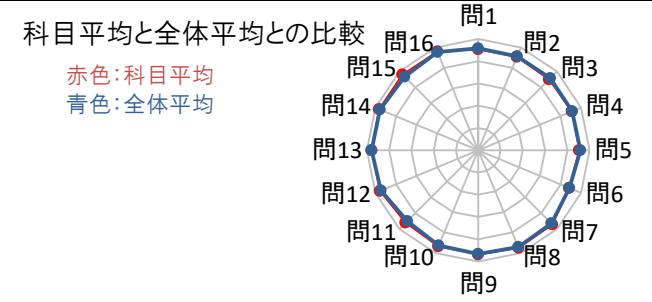 科目平均と全体平均との比較
赤色：科目平均
青色：全体平均
問1
問2
問3
問4
問5
問6
問7
問8
問9
問10
問11
問12
問13
問14
問15
問16